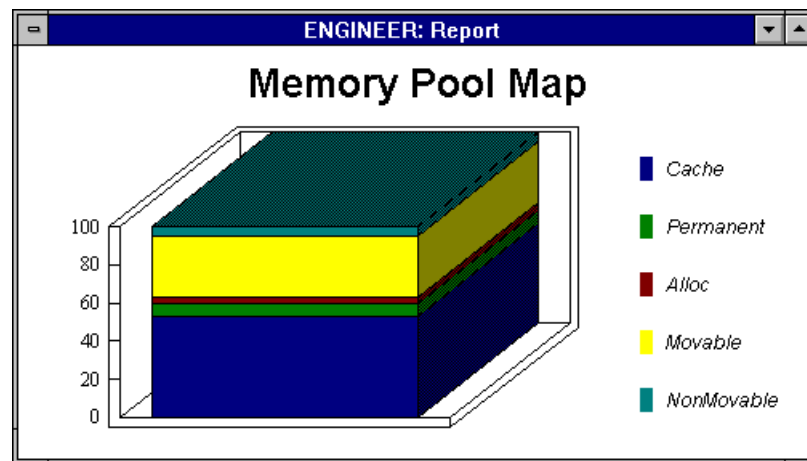 ENGINEER: Report
Memory Pool Map
100
80
60
40
20
0
Cache
Permanent
Alloc
Movable
NonMovable